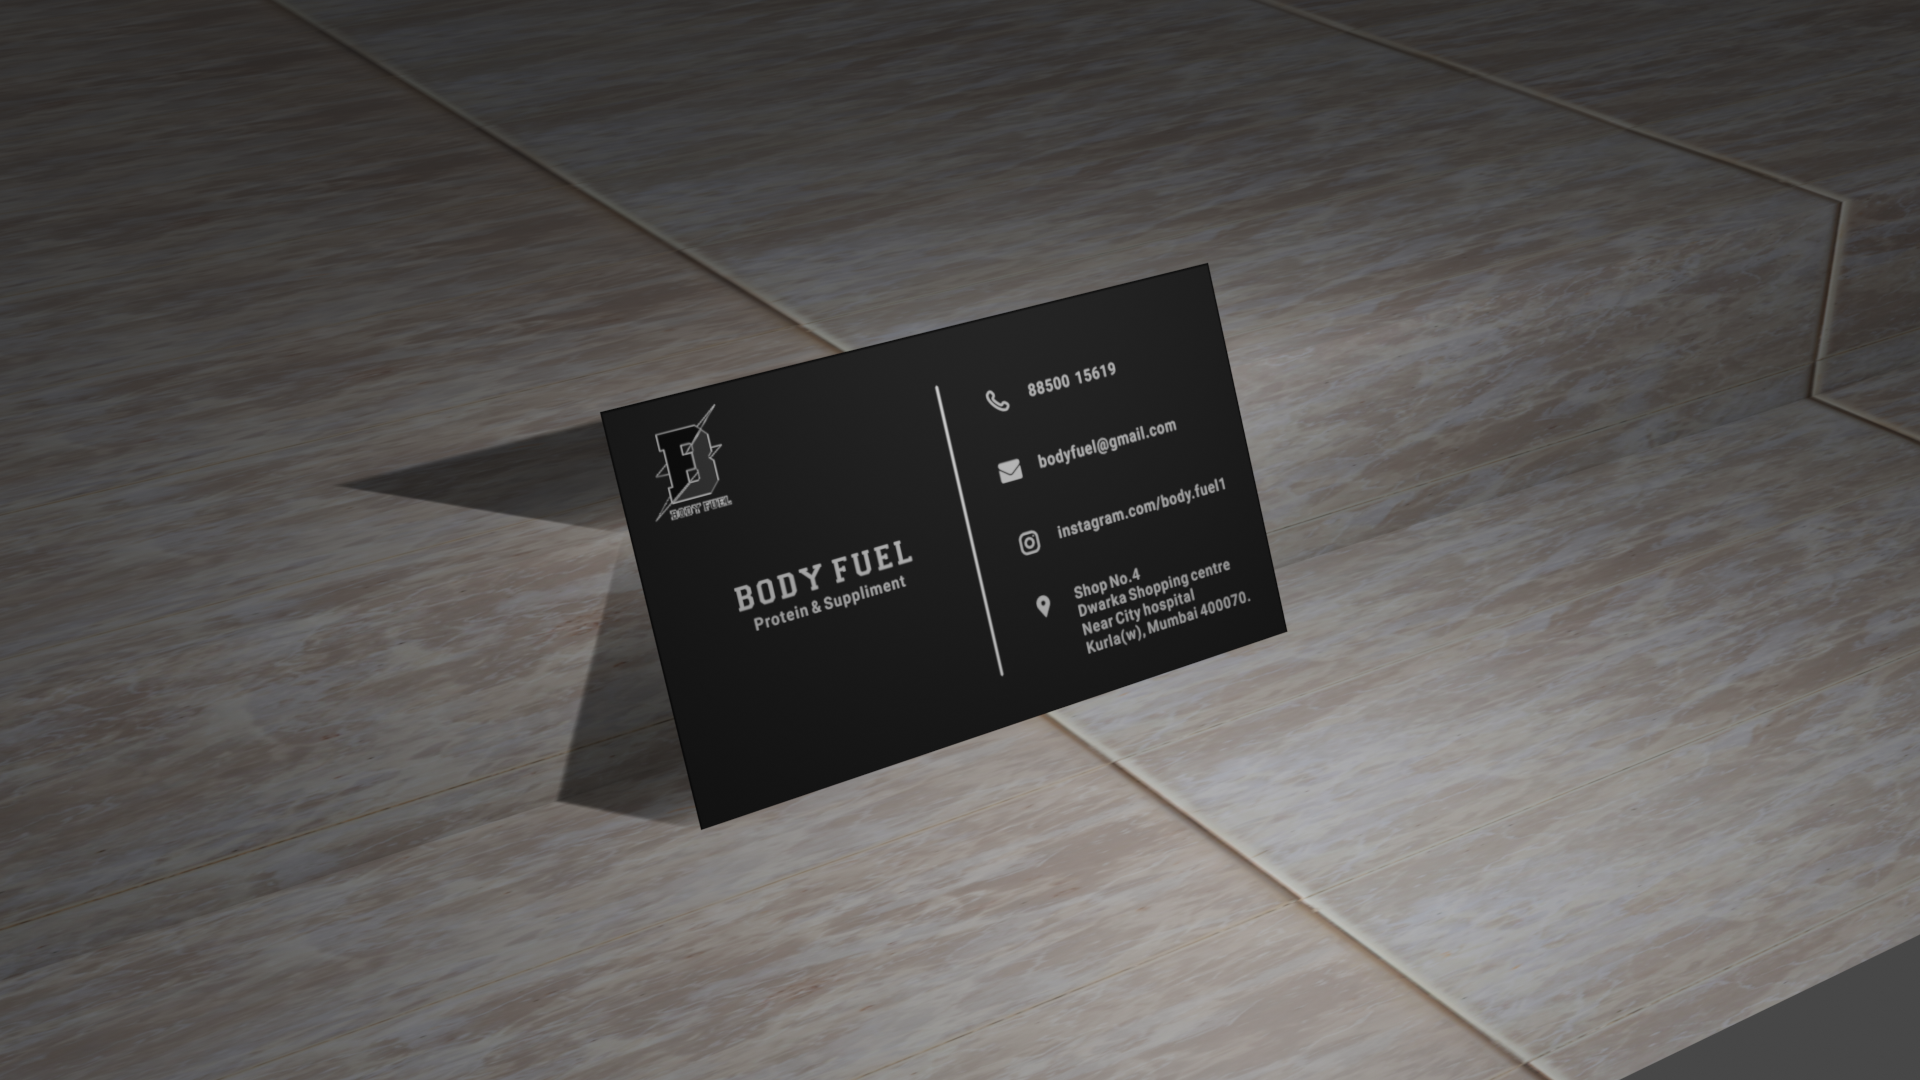 BODY FUEL
BODY FUEL
Protein & Suppliment
88500 15619
bodyfuel@gmail.com
instagram.com/body.fuel1
Shop No.4
Dwarka Shopping centre
Near City hospital
Kurla(w), Mumbai 400070.